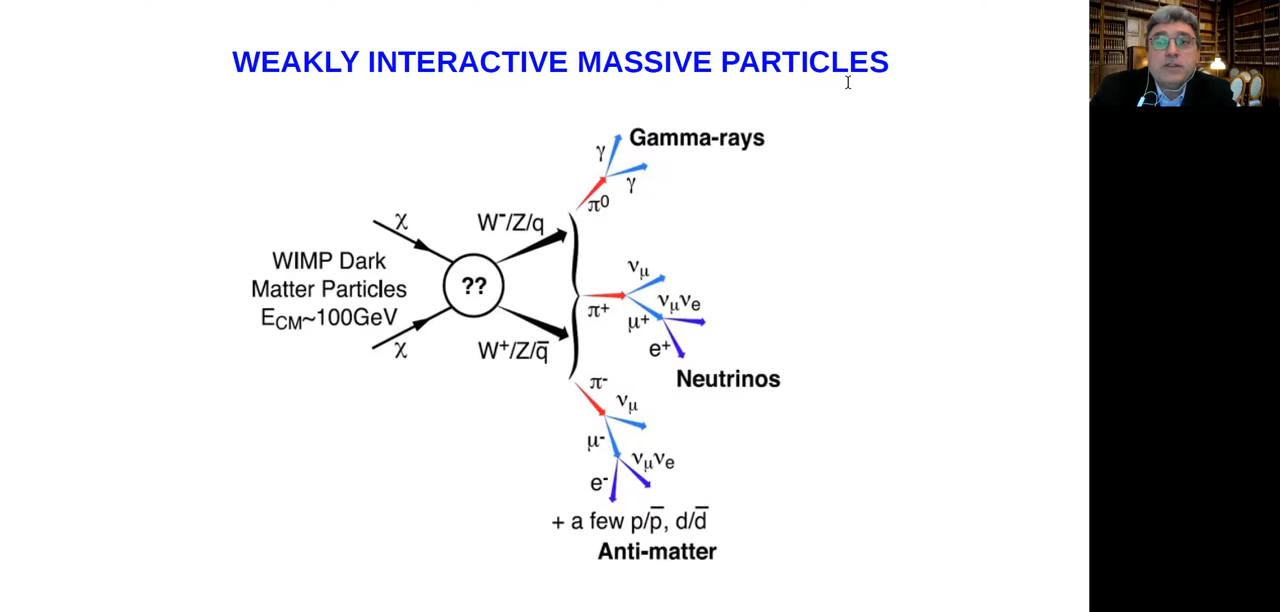 WEAKLY INTERACTIVE MASSIVE PARTICLES
Gamma-rays
γ
γ
π0
χ
W-/Z/q
WIMP Dark
Matter Particles
ECM~100GeV
??
νμ
π+
νμνe
μ+
e+
χ
W+/Z/q̅
Neutrinos
π-
νμ
μ-
νμνe
e-
+ a few p/p̅, d/d̅
Anti-matter